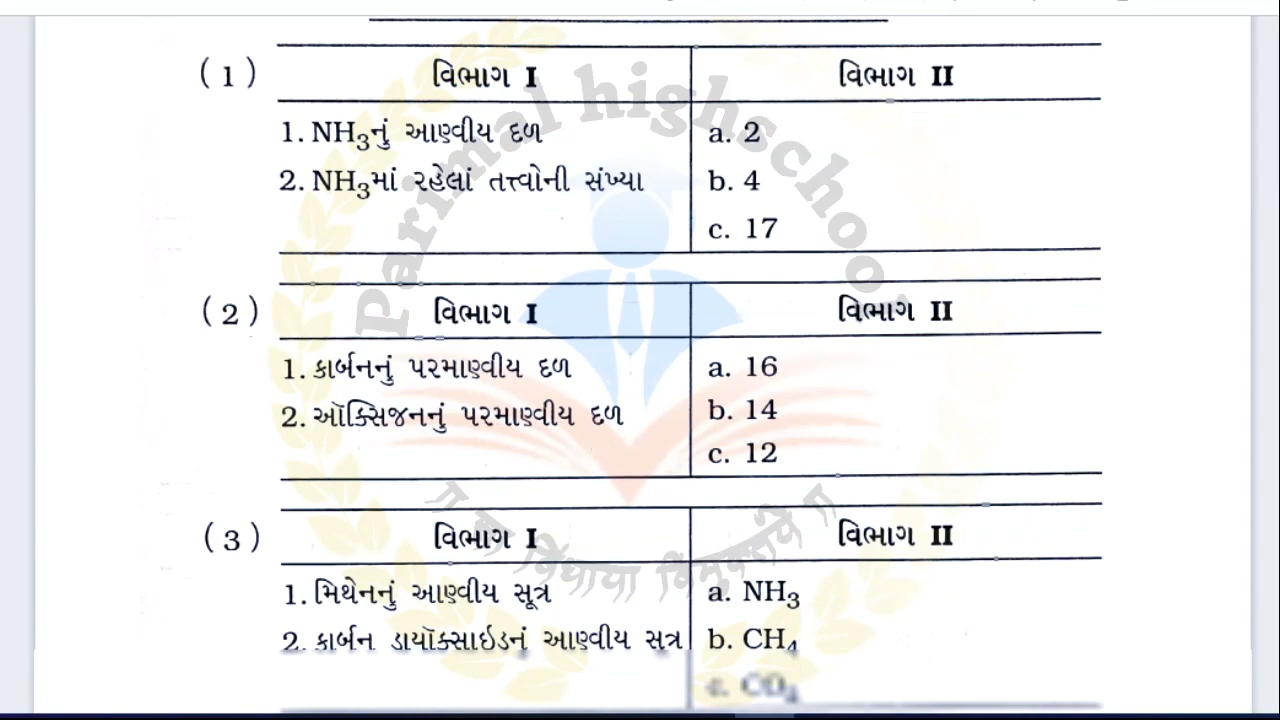 Parimal highschool
(1) વિભાગ I વિભાગ II
1. NH₃નું આણ્વીય દળ a. 2
2. NH₃માં રહેલાં તત્ત્વોની સંખ્યા b. 4
c. 17
(2) વિભાગ I વિભાગ II
1. કાર્બનનું પરમાણ્વીય દળ a. 16
2. ઑક્સિજનનું પરમાણ્વીય દળ b. 14
c. 12
(3) વિભાગ I વિભાગ II
1. મિથેનનું આણ્વીય સૂત્ર a. NH₃
2. કાર્બન ડાયૉક્સાઇડનું આણ્વીય સૂત્ર b. CH₄